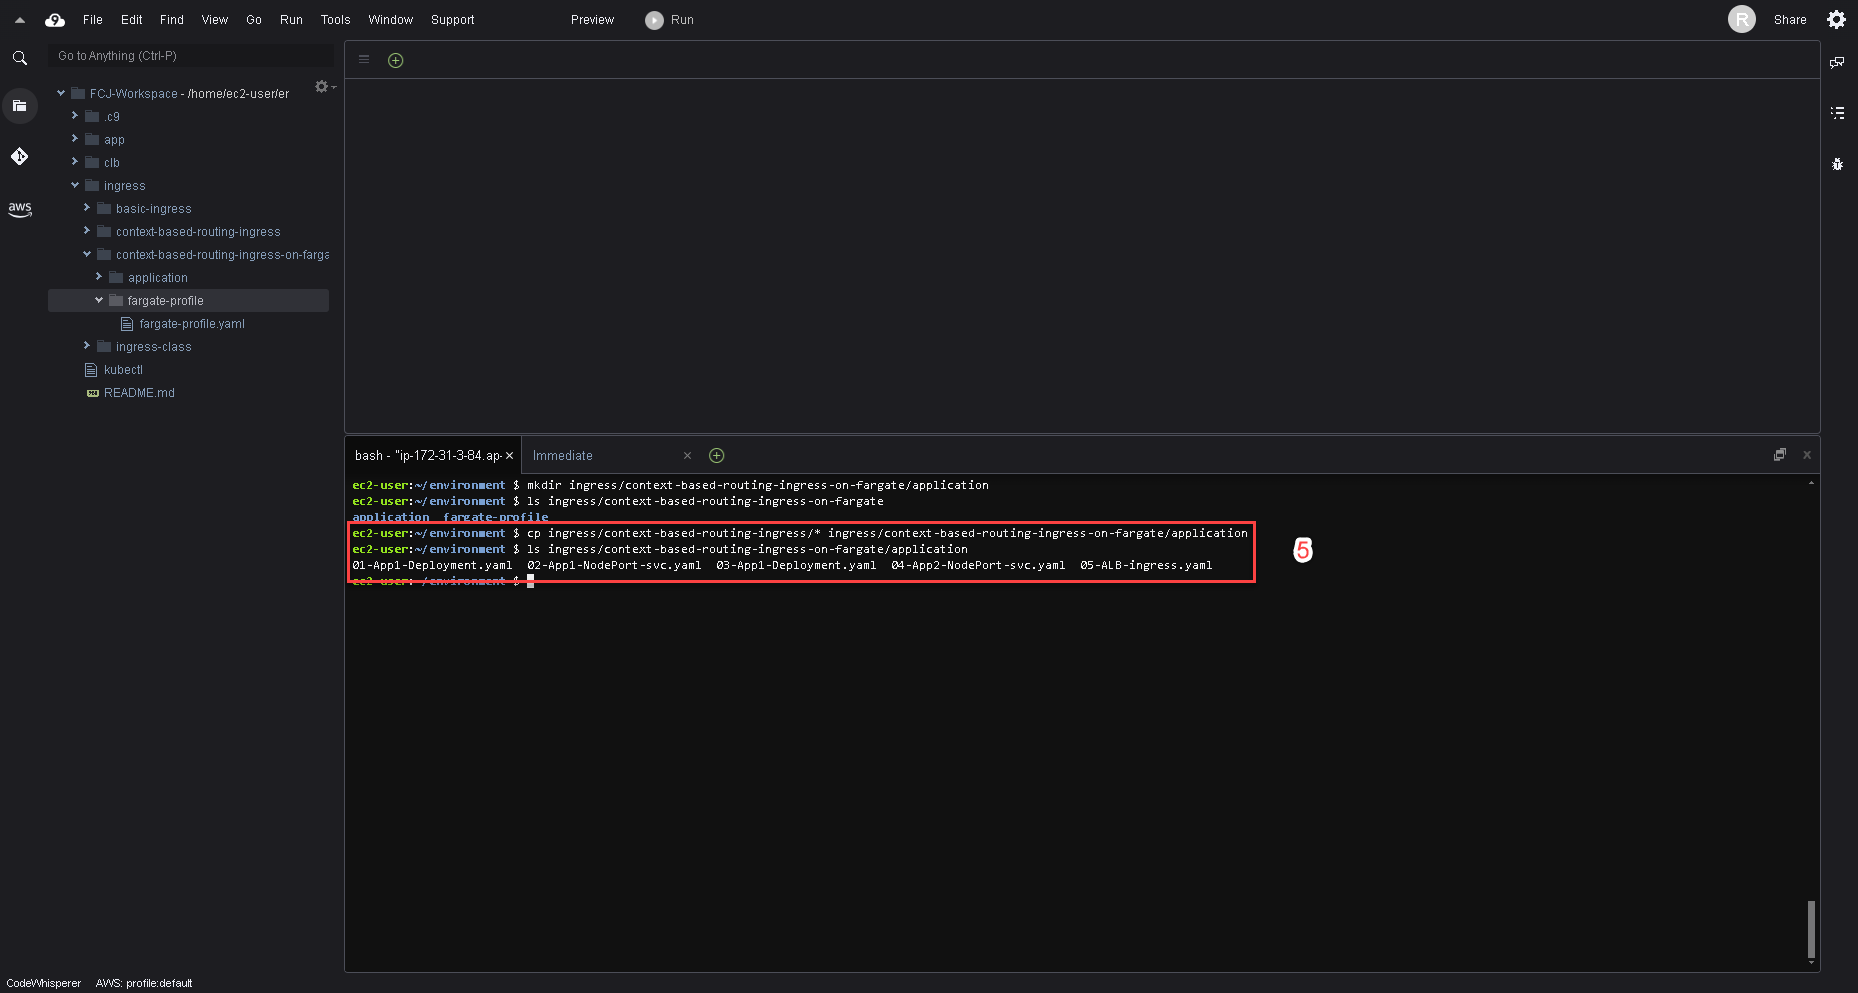 File Edit Find View Go Run Tools Window Support Preview Run R Share
Go to Anything (Ctrl-P)
FCJ-Workspace - /home/ec2-user/er
.c9
app
clb
ingress
aws
basic-ingress
context-based-routing-ingress
context-based-routing-ingress-on-farga
application
fargate-profile
fargate-profile.yaml
ingress-class
kubectl
README.md
bash - "ip-172-31-3-84.ap- Immediate
ec2-user:~/environment $ mkdir ingress/context-based-routing-ingress-on-fargate/application
ec2-user:~/environment $ ls ingress/context-based-routing-ingress-on-fargate
application fargate-profile
ec2-user:~/environment $ cp ingress/context-based-routing-ingress/* ingress/context-based-routing-ingress-on-fargate/application
ec2-user:~/environment $ ls ingress/context-based-routing-ingress-on-fargate/application
01-App1-Deployment.yaml 02-App1-NodePort-svc.yaml 03-App1-Deployment.yaml 04-App2-NodePort-svc.yaml 05-ALB-ingress.yaml
ec2-user:~/environment $
5
CodeWhisperer AWS: profile:default